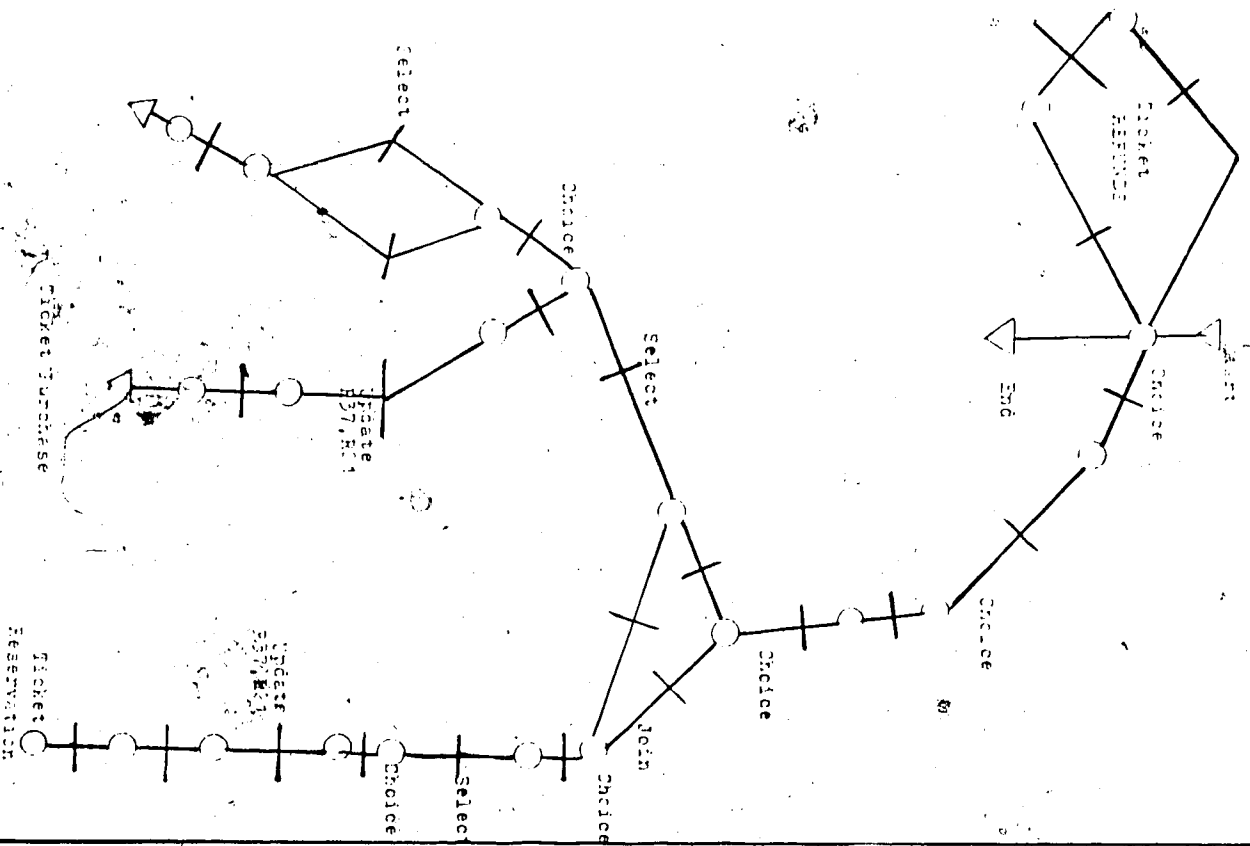 Start
Choice
End
Ticket
REFUNDS
Choice
Choice
Join
Choice
Select
Choice
Select
Select
Choice
Update
Update
Ticket Purchase
Ticket
Reservation